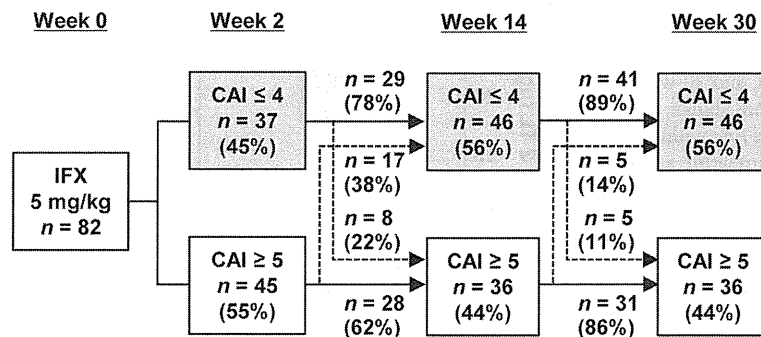 Week 0
Week 2
Week 14
Week 30
IFX
5 mg/kg
n = 82
CAI ≤ 4
n = 37
(45%)
CAI ≥ 5
n = 45
(55%)
n = 29
(78%)
n = 17
(38%)
n = 8
(22%)
n = 28
(62%)
CAI ≤ 4
n = 46
(56%)
CAI ≥ 5
n = 36
(44%)
n = 41
(89%)
n = 5
(14%)
n = 5
(11%)
n = 31
(86%)
CAI ≤ 4
n = 46
(56%)
CAI ≥ 5
n = 36
(44%)